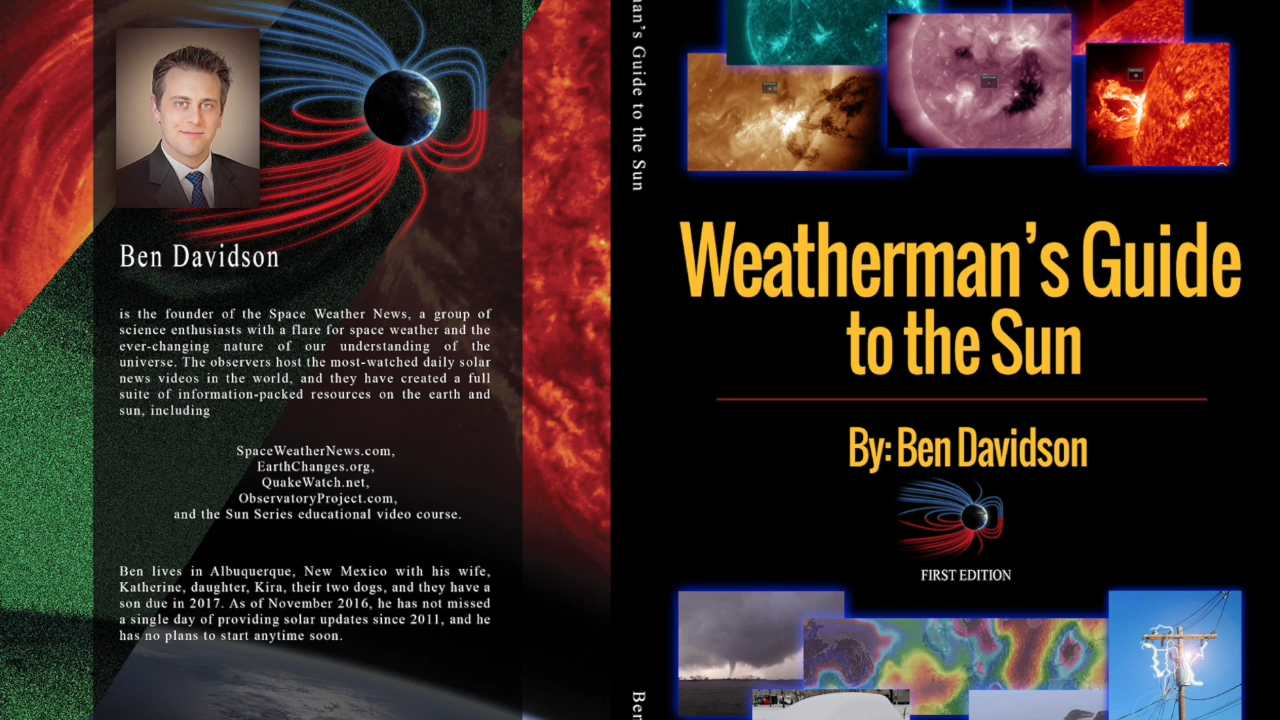 Ben Davidson
is the founder of the Space Weather News, a group of
science enthusiasts with a flare for space weather and the
ever-changing nature of our understanding of the
universe. The observers host the most-watched daily solar
news videos in the world, and they have created a full
suite of information-packed resources on the earth and
sun, including
SpaceWeatherNews.com,
EarthChanges.org,
QuakeWatch.net,
ObservatoryProject.com,
and the Sun Series educational video course.
Ben lives in Albuquerque, New Mexico with his wife,
Katherine, daughter, Kira, their two dogs, and they have a
son due in 2017. As of November 2016, he has not missed
a single day of providing solar updates since 2011, and he
has no plans to start anytime soon.
man's Guide to the Sun
Ben
Weatherman's Guide
to the Sun
By: Ben Davidson
FIRST EDITION